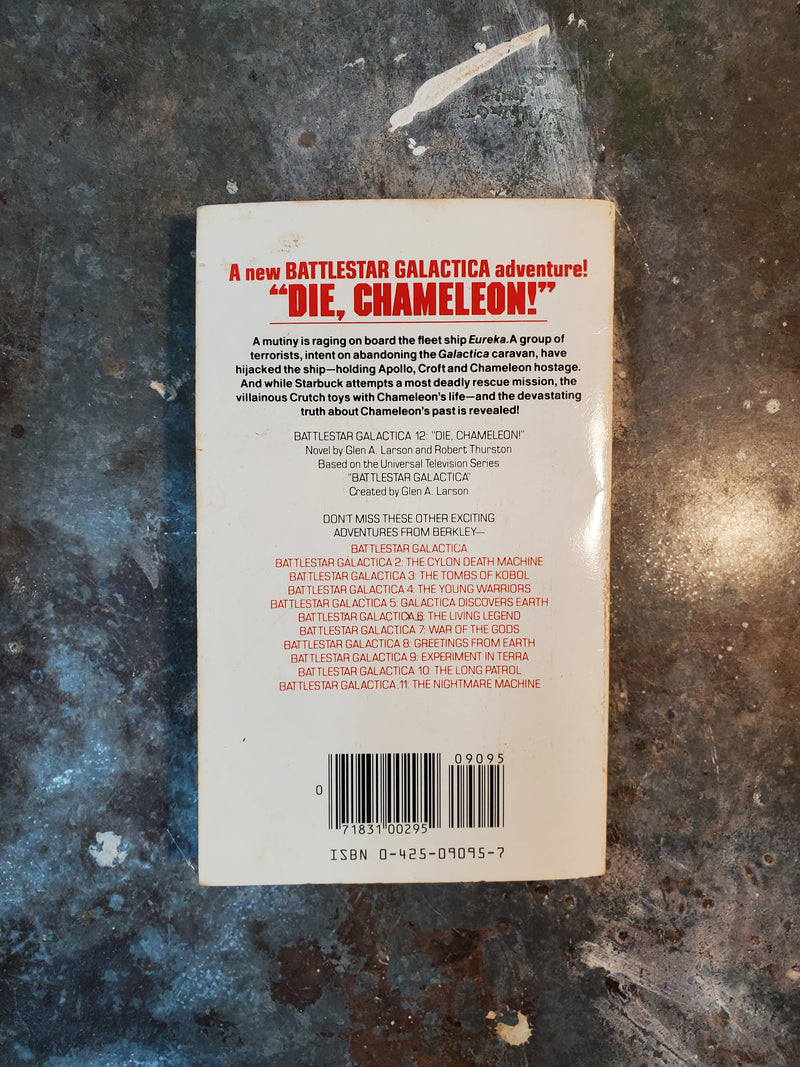 A new BATTLESTAR GALACTICA adventure!
“DIE, CHAMELEON!”
A mutiny is raging on board the fleet ship Eureka.A group of
terrorists, intent on abandoning the Galactica caravan, have
hijacked the ship—holding Apollo, Croft and Chameleon hostage.
And while Starbuck attempts a most deadly rescue mission, the
villainous Crutch toys with Chameleon's life—and the devastating
truth about Chameleon's past is revealed!
BATTLESTAR GALACTICA 12: "DIE, CHAMELEON!"
Novel by Glen A. Larson and Robert Thurston
Based on the Universal Television Series
"BATTLESTAR GALACTICA"
Created by Glen A. Larson
DON'T MISS THESE OTHER EXCITING
ADVENTURES FROM BERKLEY—
BATTLESTAR GALACTICA
BATTLESTAR GALACTICA 2: THE CYLON DEATH MACHINE
BATTLESTAR GALACTICA 3: THE TOMBS OF KOBOL
BATTLESTAR GALACTICA 4: THE YOUNG WARRIORS
BATTLESTAR GALACTICA 5: GALACTICA DISCOVERS EARTH
BATTLESTAR GALACTICA 6: THE LIVING LEGEND
BATTLESTAR GALACTICA 7: WAR OF THE GODS
BATTLESTAR GALACTICA 8: GREETINGS FROM EARTH
BATTLESTAR GALACTICA 9: EXPERIMENT IN TERRA
BATTLESTAR GALACTICA 10: THE LONG PATROL
BATTLESTAR GALACTICA 11: THE NIGHTMARE MACHINE
09095
0
71831 00295
ISBN 0-425-09095-7